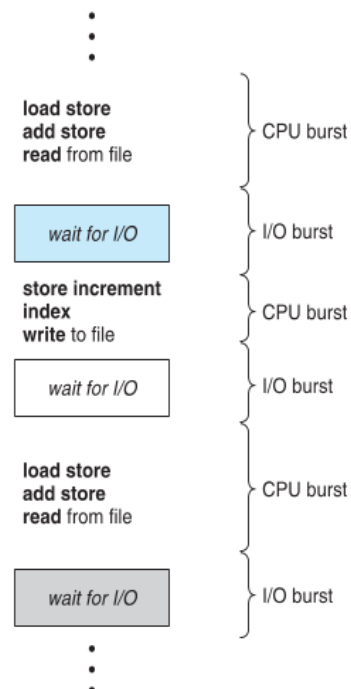 load store
add store
read from file
CPU burst
wait for I/O
I/O burst
store increment
index
write to file
CPU burst
wait for I/O
I/O burst
load store
add store
read from file
CPU burst
wait for I/O
I/O burst